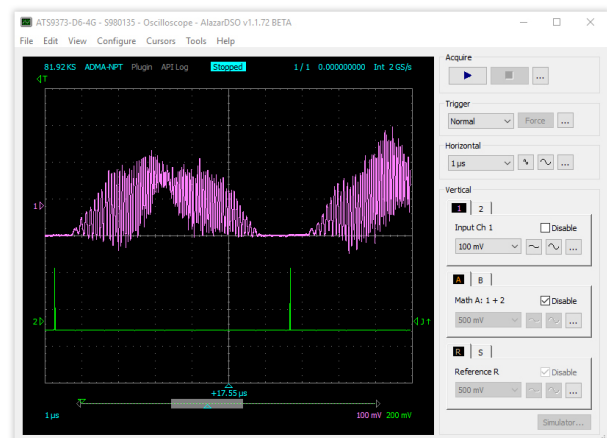 ATS9373-D6-4G - S980135 - Oscilloscope - AlazarDSO v1.1.72 BETA
File Edit View Configure Cursors Tools Help
81.92 KS ADMA-NPT Plugin API Log Stopped 1 / 1 0.000000000 Int 2 GS/s
T
1
2
J 1
+17.55 µs
T
1 µs 100 mV 200 mV
Acquire
...
Trigger
Normal Force ...
Horizontal
1 µs ...
Vertical
1 2
Input Ch 1 Disable
100 mV ...
A B
Math A: 1 + 2 Disable
500 mV ...
R S
Reference R Disable
500 mV ...
Simulator...